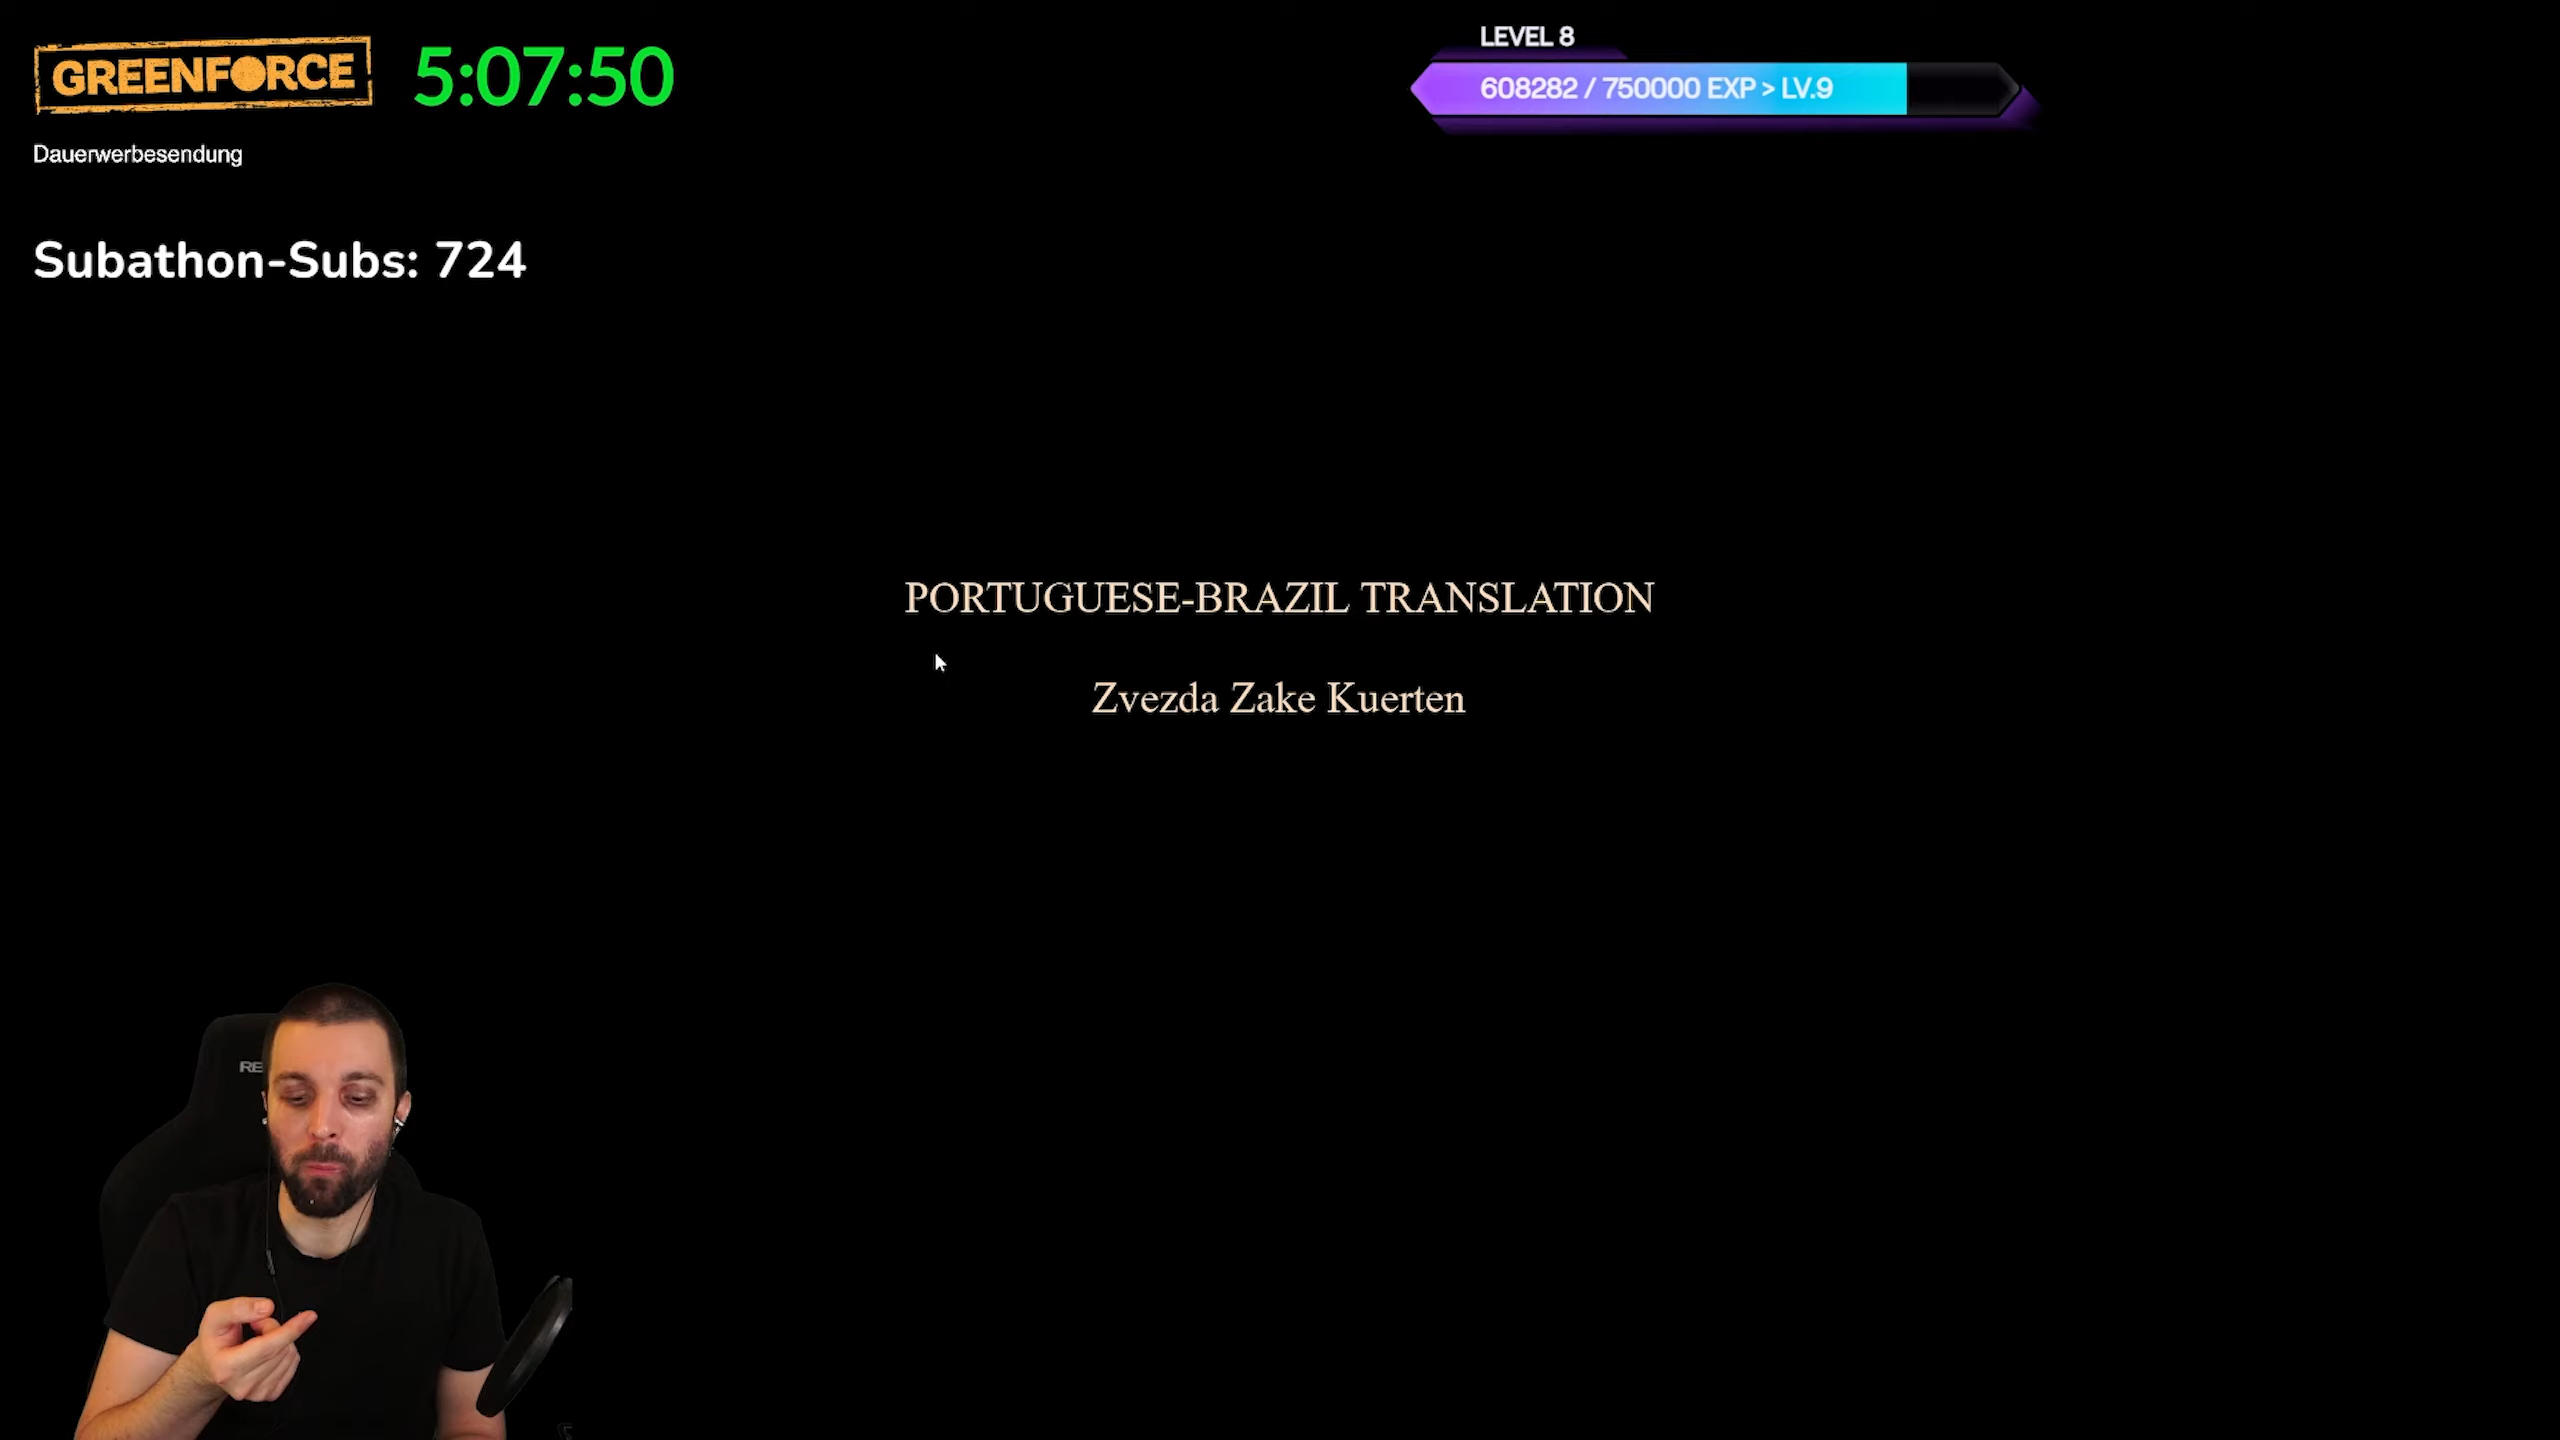 GREENFORCE
5:07:50
LEVEL 8
608282 / 750000 EXP > LV.9
Dauerwerbesendung
Subathon-Subs: 724
PORTUGUESE-BRAZIL TRANSLATION
Zvezda Zake Kuerten
RE